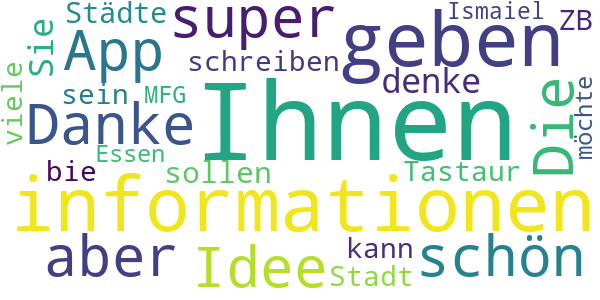 Städte super Ismaiel ZB
Sie App schreiben geben
viele sein MFG denke
Danke Ihnen Die möchte
Essen
bie sollen Tastaur
informationen
aber Idee kann schön
Stadt